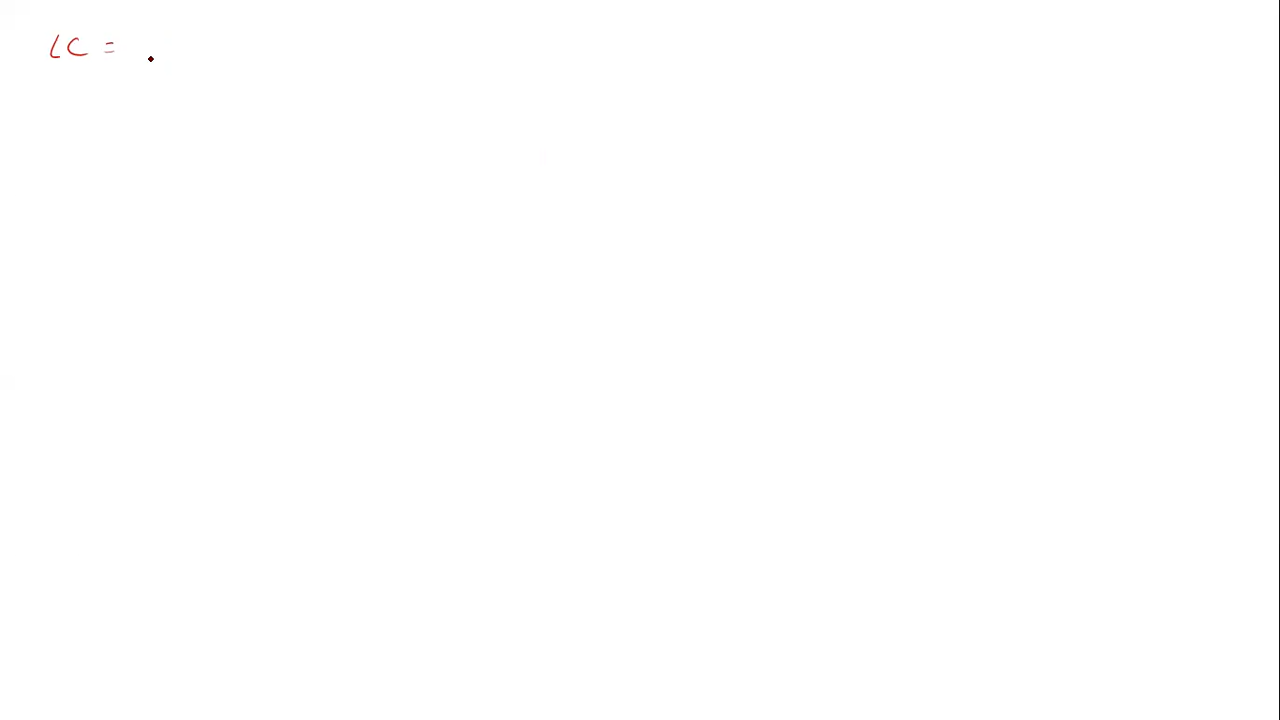 LC =